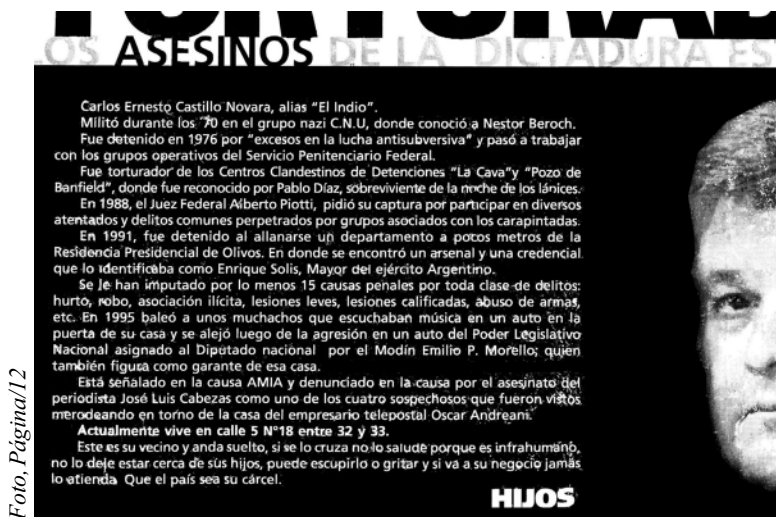 TORTURAD
LOS ASESINOS DE LA DICTADURA ES
Carlos Ernesto Castillo Novara, alias "El Indio".
Militó durante los '70 en el grupo nazi C.N.U, donde conoció a Nestor Beroch.
Fue detenido en 1976 por "excesos en la lucha antisubversiva" y pasó a trabajar
con los grupos operativos del Servicio Penitenciario Federal.
Fue torturador de los Centros Clandestinos de Detenciones "La Cava"y "Pozo de
Banfield", donde fue reconocido por Pablo Díaz, sobreviviente de la noche de los lápices.
En 1988, el Juez Federal Alberto Piotti, pidió su captura por participar en diversos
atentados y delitos comunes perpetrados por grupos asociados con los carapintadas.
En 1991, fue detenido al allanarse un departamento a pocos metros de la
Residencia Presidencial de Olivos. En donde se encontró un arsenal y una credencial
que lo identificaba como Enrique Solis, Mayor del ejército Argentino.
Se le han imputado por lo menos 15 causas penales por toda clase de delitos:
hurto, robo, asociación ilícita, lesiones leves, lesiones calificadas, abuso de armas,
etc. En 1995 baleó a unos muchachos que escuchaban música en un auto en la
puerta de su casa y se alejó luego de la agresión en un auto del Poder Legislativo
Nacional asignado al Diputado nacional por el Modín Emilio P. Morello; quien
también figura como garante de esa casa.
Está señalado en la causa AMIA y denunciado en la causa por el asesinato del
periodista José Luis Cabezas como uno de los cuatro sospechosos que fueron vistos
merodeando en torno de la casa del empresario telepostal Oscar Andreani.
Actualmente vive en calle 5 N°18 entre 32 y 33.
Este es su vecino y anda suelto, si se lo cruza no lo salude porque es infrahumano,
no lo deje estar cerca de sus hijos, puede escupirlo o gritar y si va a su negocio jamás
lo atienda. Que el país sea su cárcel.
HIJOS
Foto, Página/12